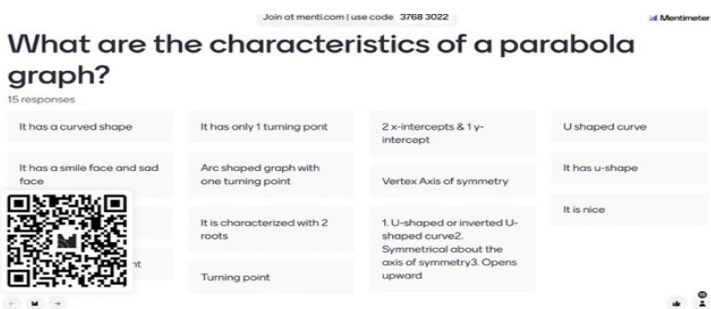 Join at menti.com | use code 3768 3022
Mentimeter
What are the characteristics of a parabola
graph?
15 responses
It has a curved shape
It has a smile face and sad
face
nt
It has only 1 turning pont
Arc shaped graph with
one turning point
It is characterized with 2
roots
Turning point
2 x-intercepts & 1 y-
intercept
Vertex Axis of symmetry
1. U-shaped or inverted U-
shaped curve2.
Symmetrical about the
axis of symmetry3. Opens
upward
U shaped curve
It has u-shape
It is nice